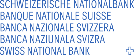 SCHWEIZERISCHE NATIONALBANK
BANQUE NATIONALE SUISSE
BANCA NAZIONALE SVIZZERA
BANCA NAZIUNALA SVIZRA
SWISS NATIONAL BANK